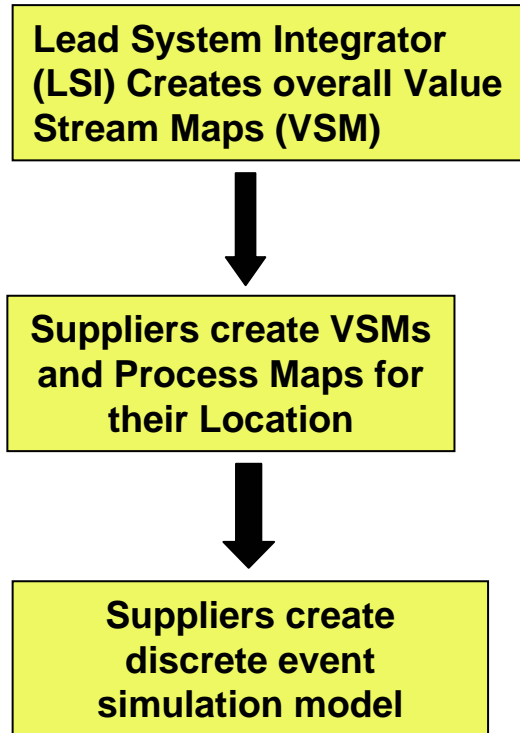 Lead System Integrator
(LSI) Creates overall Value
Stream Maps (VSM)
Suppliers create VSMs
and Process Maps for
their Location
Suppliers create
discrete event
simulation model